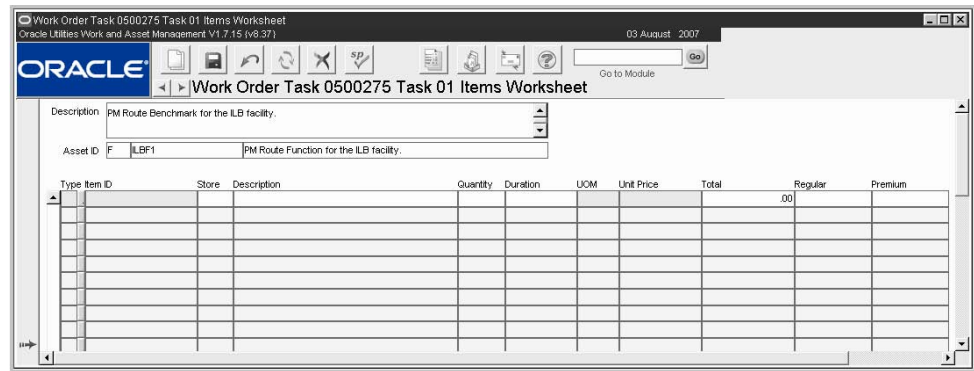 Work Order Task 0500275 Task 01 Items Worksheet
Oracle Utilities Work and Asset Management V1.7.15 (v8.37) 03 August 2007
ORACLE
sp Go
Go to Module
Work Order Task 0500275 Task 01 Items Worksheet
Description PM Route Benchmark for the ILB facility.
Asset ID F ILBF1 PM Route Function for the ILB facility.
Type Item ID Store Description Quantity Duration UOM Unit Price Total Regular Premium
.00